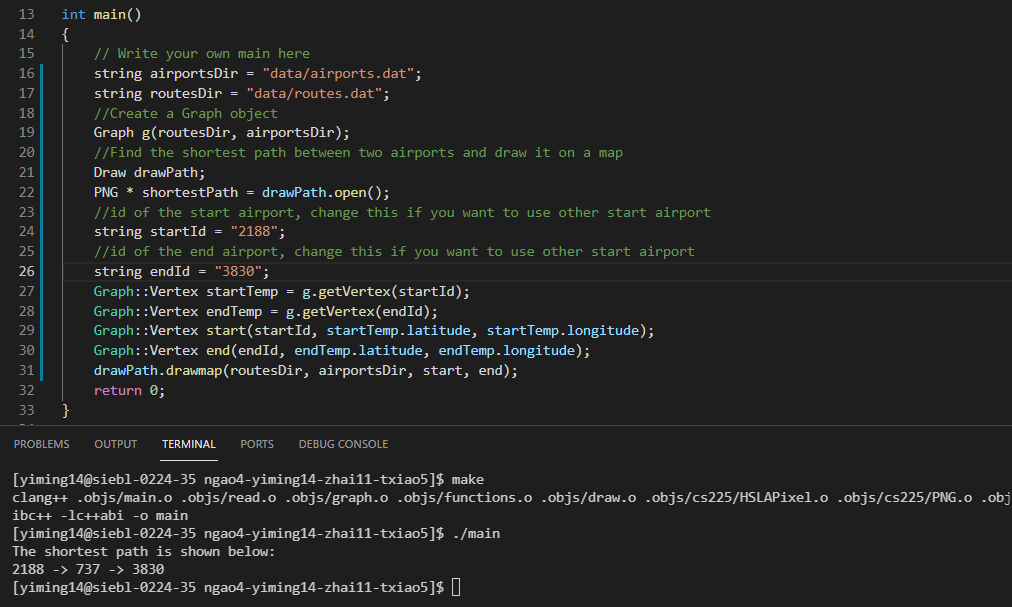 13 int main()
14 {
15 // Write your own main here
16 string airportsDir = "data/airports.dat";
17 string routesDir = "data/routes.dat";
18 //Create a Graph object
19 Graph g(routesDir, airportsDir);
20 //Find the shortest path between two airports and draw it on a map
21 Draw drawPath;
22 PNG * shortestPath = drawPath.open();
23 //id of the start airport, change this if you want to use other start airport
24 string startId = "2188";
25 //id of the end airport, change this if you want to use other start airport
26 string endId = "3830";
27 Graph::Vertex startTemp = g.getVertex(startId);
28 Graph::Vertex endTemp = g.getVertex(endId);
29 Graph::Vertex start(startId, startTemp.latitude, startTemp.longitude);
30 Graph::Vertex end(endId, endTemp.latitude, endTemp.longitude);
31 drawPath.drawmap(routesDir, airportsDir, start, end);
32 return 0;
33 }
PROBLEMS OUTPUT TERMINAL PORTS DEBUG CONSOLE
[yiming14@siebl-0224-35 ngao4-yiming14-zhai11-txiao5]$ make
clang++ .objs/main.o .objs/read.o .objs/graph.o .objs/functions.o .objs/draw.o .objs/cs225/HSLAPixel.o .objs/cs225/PNG.o .obj
ibc++ -lc++abi -o main
[yiming14@siebl-0224-35 ngao4-yiming14-zhai11-txiao5]$ ./main
The shortest path is shown below:
2188 -> 737 -> 3830
[yiming14@siebl-0224-35 ngao4-yiming14-zhai11-txiao5]$